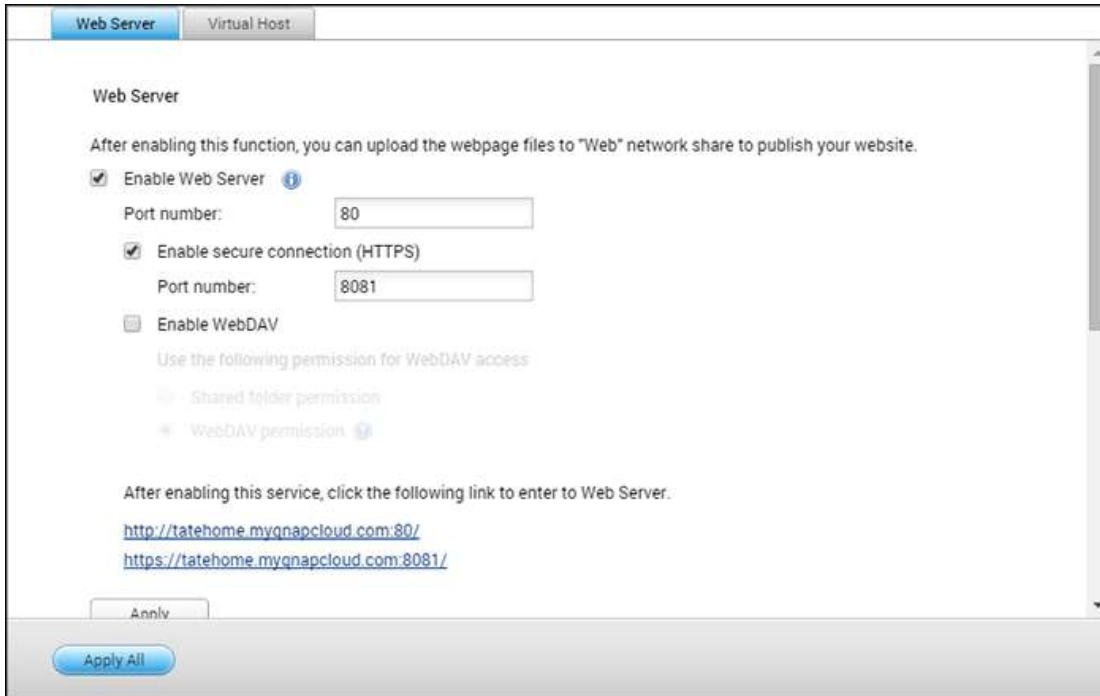 Web Server
Virtual Host
Web Server
After enabling this function, you can upload the webpage files to "Web" network share to publish your website.
Enable Web Server
Port number: 80
Enable secure connection (HTTPS)
Port number: 8081
Enable WebDAV
Use the following permission for WebDAV access
Shared folder permission
WebDAV permission
After enabling this service, click the following link to enter to Web Server.
http://tatehome.myqnapcloud.com:80/
https://tatehome.myqnapcloud.com:8081/
Apply
Apply All